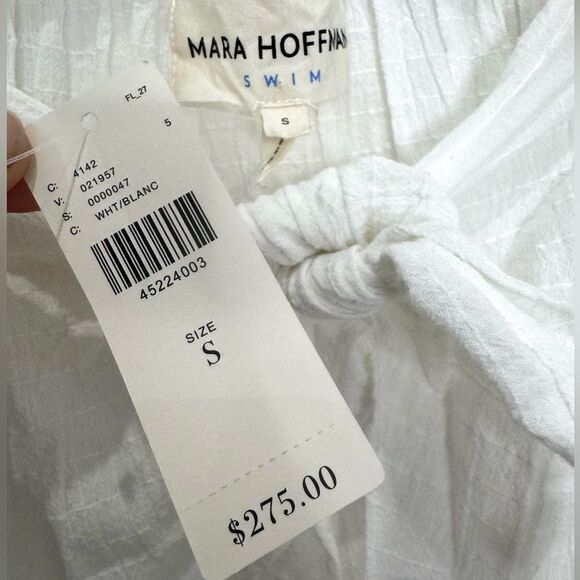 MARA HOFFMAN
SWIM
S
FL_27
5
C: 4142
V: 021957
S: 0000047
C: WHT/BLANC
45224003
SIZE
S
$275.00